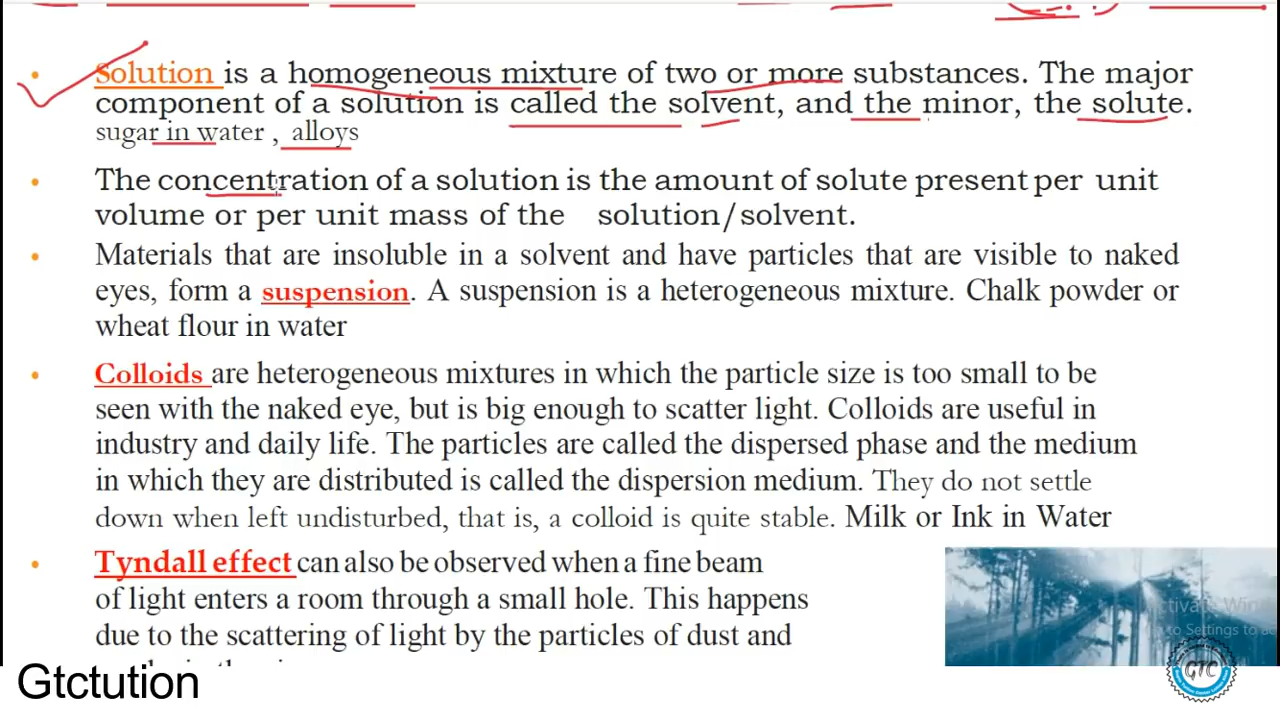 • Solution is a homogeneous mixture of two or more substances. The major
component of a solution is called the solvent, and the minor, the solute.
sugar in water , alloys
• The concentration of a solution is the amount of solute present per unit
volume or per unit mass of the solution/solvent.
• Materials that are insoluble in a solvent and have particles that are visible to naked
eyes, form a suspension. A suspension is a heterogeneous mixture. Chalk powder or
wheat flour in water
• Colloids are heterogeneous mixtures in which the particle size is too small to be
seen with the naked eye, but is big enough to scatter light. Colloids are useful in
industry and daily life. The particles are called the dispersed phase and the medium
in which they are distributed is called the dispersion medium. They do not settle
down when left undisturbed, that is, a colloid is quite stable. Milk or Ink in Water
• Tyndall effect can also be observed when a fine beam
of light enters a room through a small hole. This happens
due to the scattering of light by the particles of dust and
to Settings to
GTC
Gtctution